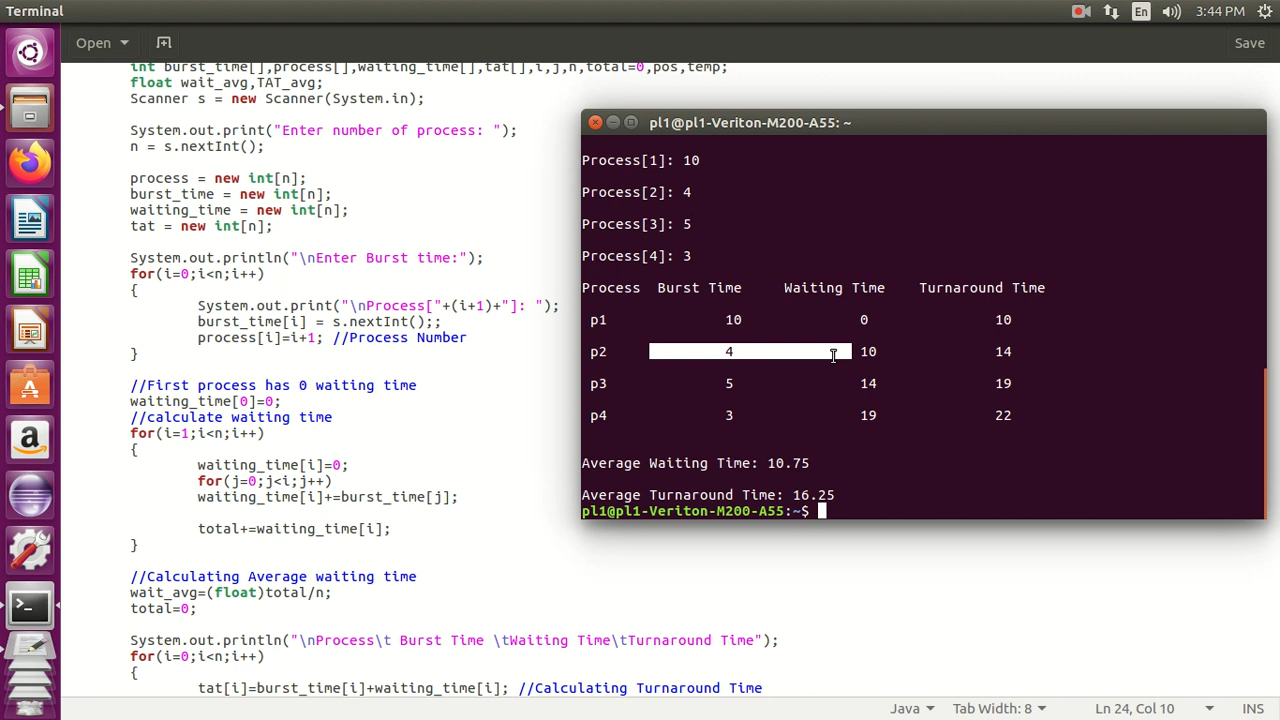 Terminal
En
3:44 PM
Open
Save
int burst_time[],process[],waiting_time[],tat[],i,j,n,total=0,pos,temp;
float wait_avg,TAT_avg;
Scanner s = new Scanner(System.in);
System.out.print("Enter number of process: ");
n = s.nextInt();
process = new int[n];
burst_time = new int[n];
waiting_time = new int[n];
tat = new int[n];
System.out.println("\nEnter Burst time:");
for(i=0;i<n;i++)
{
System.out.print("\nProcess["+(i+1)+"]: ");
burst_time[i] = s.nextInt();;
process[i]=i+1; //Process Number
}
//First process has 0 waiting time
waiting_time[0]=0;
//calculate waiting time
for(i=1;i<n;i++)
{
waiting_time[i]=0;
for(j=0;j<i;j++)
waiting_time[i]+=burst_time[j];
total+=waiting_time[i];
}
//Calculating Average waiting time
wait_avg=(float)total/n;
total=0;
System.out.println("\nProcess\t Burst Time \tWaiting Time\tTurnaround Time");
for(i=0;i<n;i++)
{
tat[i]=burst_time[i]+waiting_time[i]; //Calculating Turnaround Time
pl1@pl1-Veriton-M200-A55: ~
Process[1]: 10
Process[2]: 4
Process[3]: 5
Process[4]: 3
Process Burst Time Waiting Time Turnaround Time
p1 10 0 10
p2 4 10 14
p3 5 14 19
p4 3 19 22
Average Waiting Time: 10.75
Average Turnaround Time: 16.25
pl1@pl1-Veriton-M200-A55:~$
Java
Tab Width: 8
Ln 24, Col 10
INS